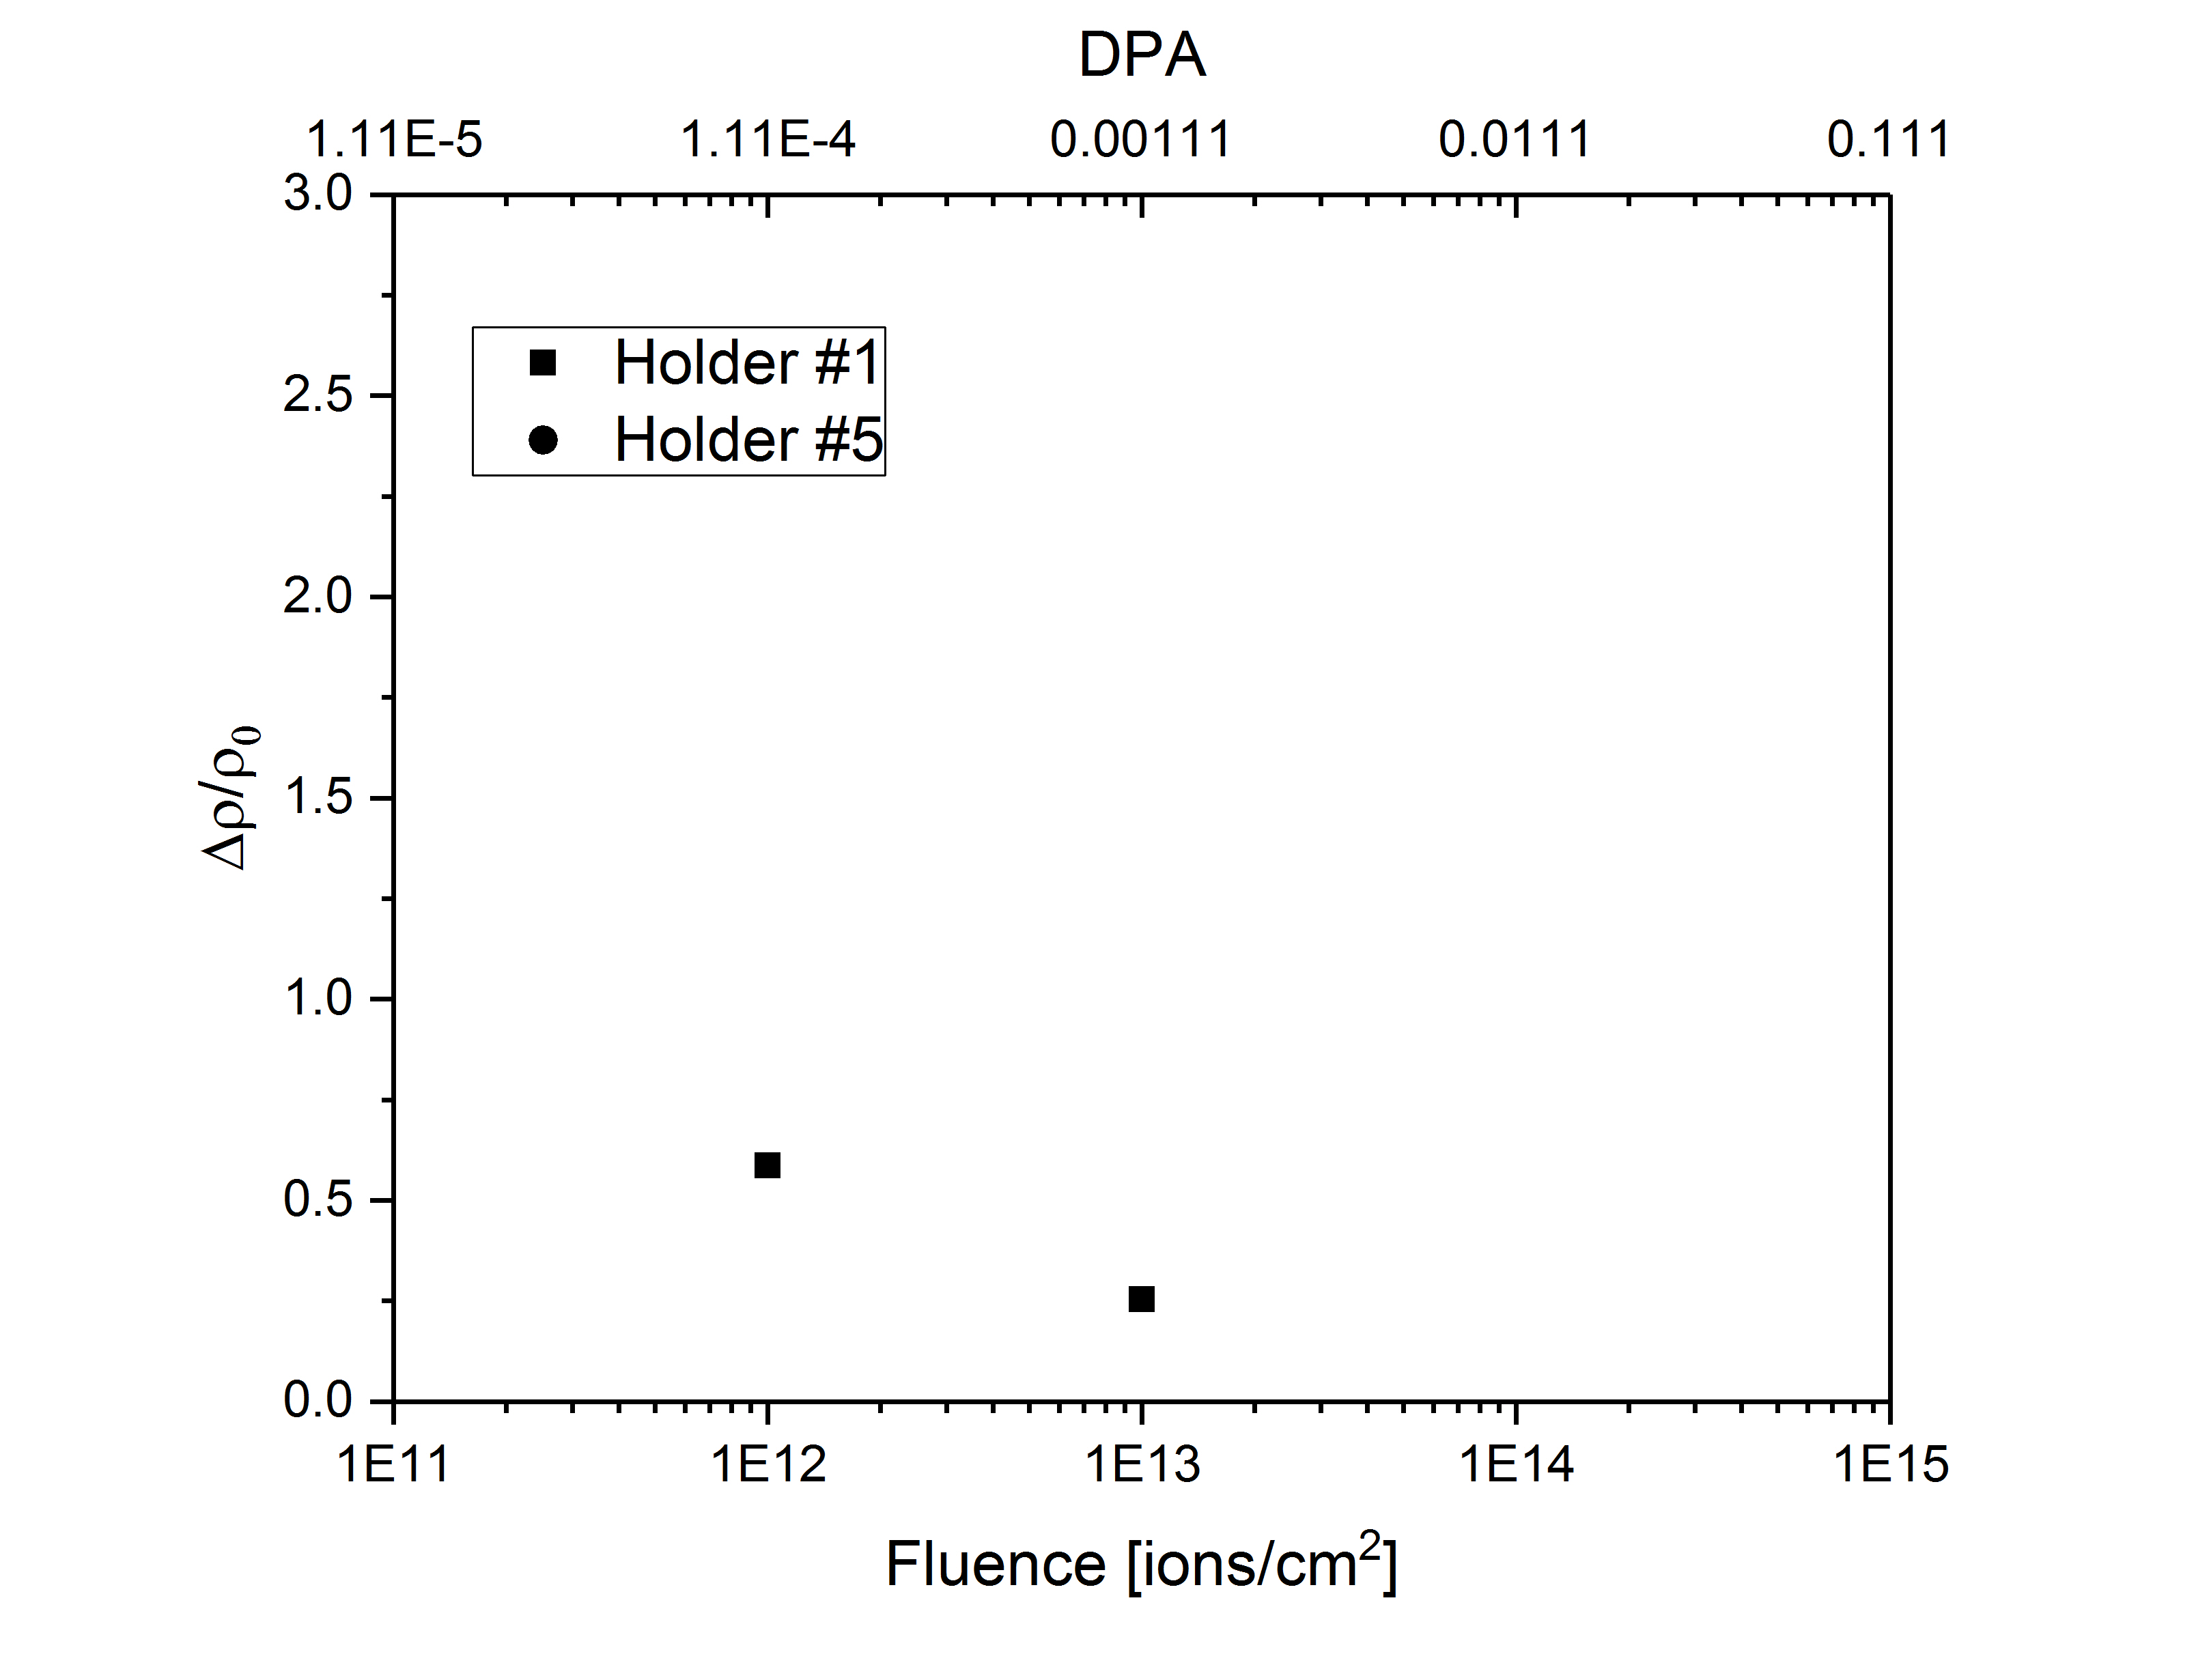 DPA
1.11E-5 1.11E-4 0.00111 0.0111 0.111
3.0
Holder #1
2.5
Holder #5
2.0
Δρ/ρ₀
1.5
1.0
0.5
0.0
1E11 1E12 1E13 1E14 1E15
Fluence [ions/cm²]